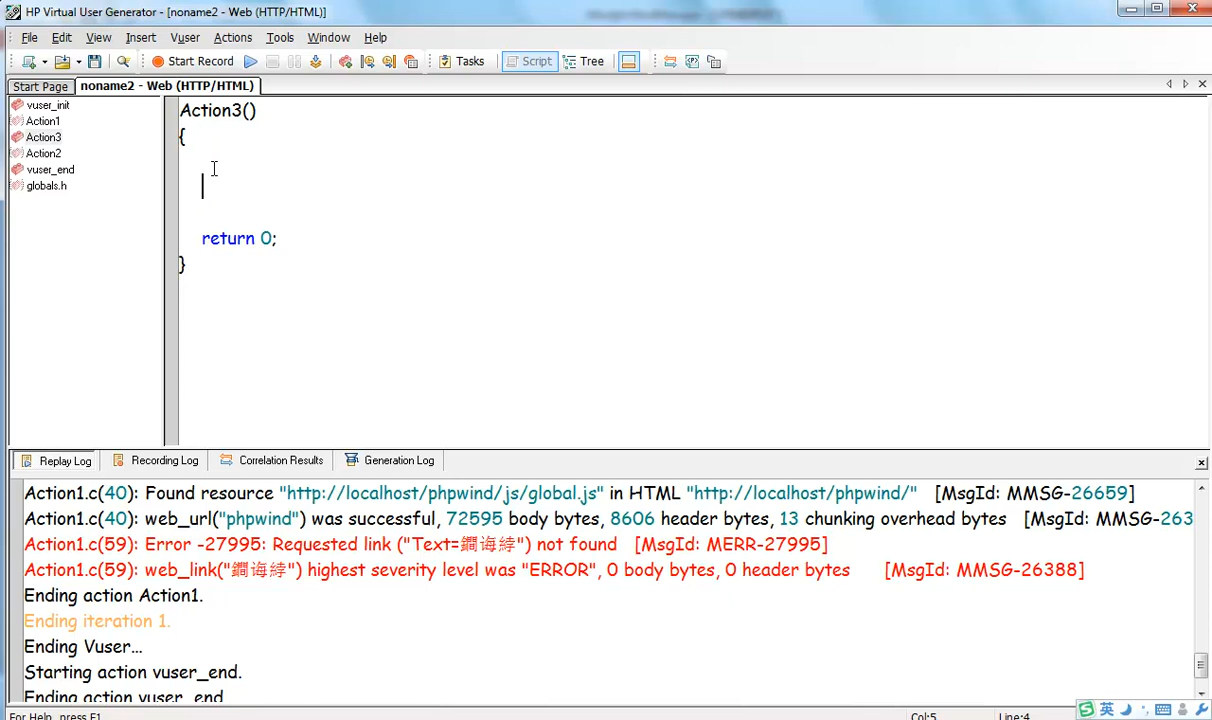 HP Virtual User Generator - [noname2 - Web (HTTP/HTML)]
File Edit View Insert Vuser Actions Tools Window Help
Start Record Tasks Script Tree
Start Page noname2 - Web (HTTP/HTML)
vuser_init
Action1
Action3
Action2
vuser_end
globals.h
Action3()
{
return 0;
}
Replay Log Recording Log Correlation Results Generation Log
Action1.c(40): Found resource "http://localhost/phpwind/js/global.js" in HTML "http://localhost/phpwind/" [MsgId: MMSG-26659]
Action1.c(40): web_url("phpwind") was successful, 72595 body bytes, 8606 header bytes, 13 chunking overhead bytes [MsgId: MMSG-263
Action1.c(59): Error -27995: Requested link ("Text=鐧诲綍") not found [MsgId: MERR-27995]
Action1.c(59): web_link("鐧诲綍") highest severity level was "ERROR", 0 body bytes, 0 header bytes [MsgId: MMSG-26388]
Ending action Action1.
Ending iteration 1.
Ending Vuser...
Starting action vuser_end.
Ending action vuser_end
For Help, press F1. Col:5 Line:4
英